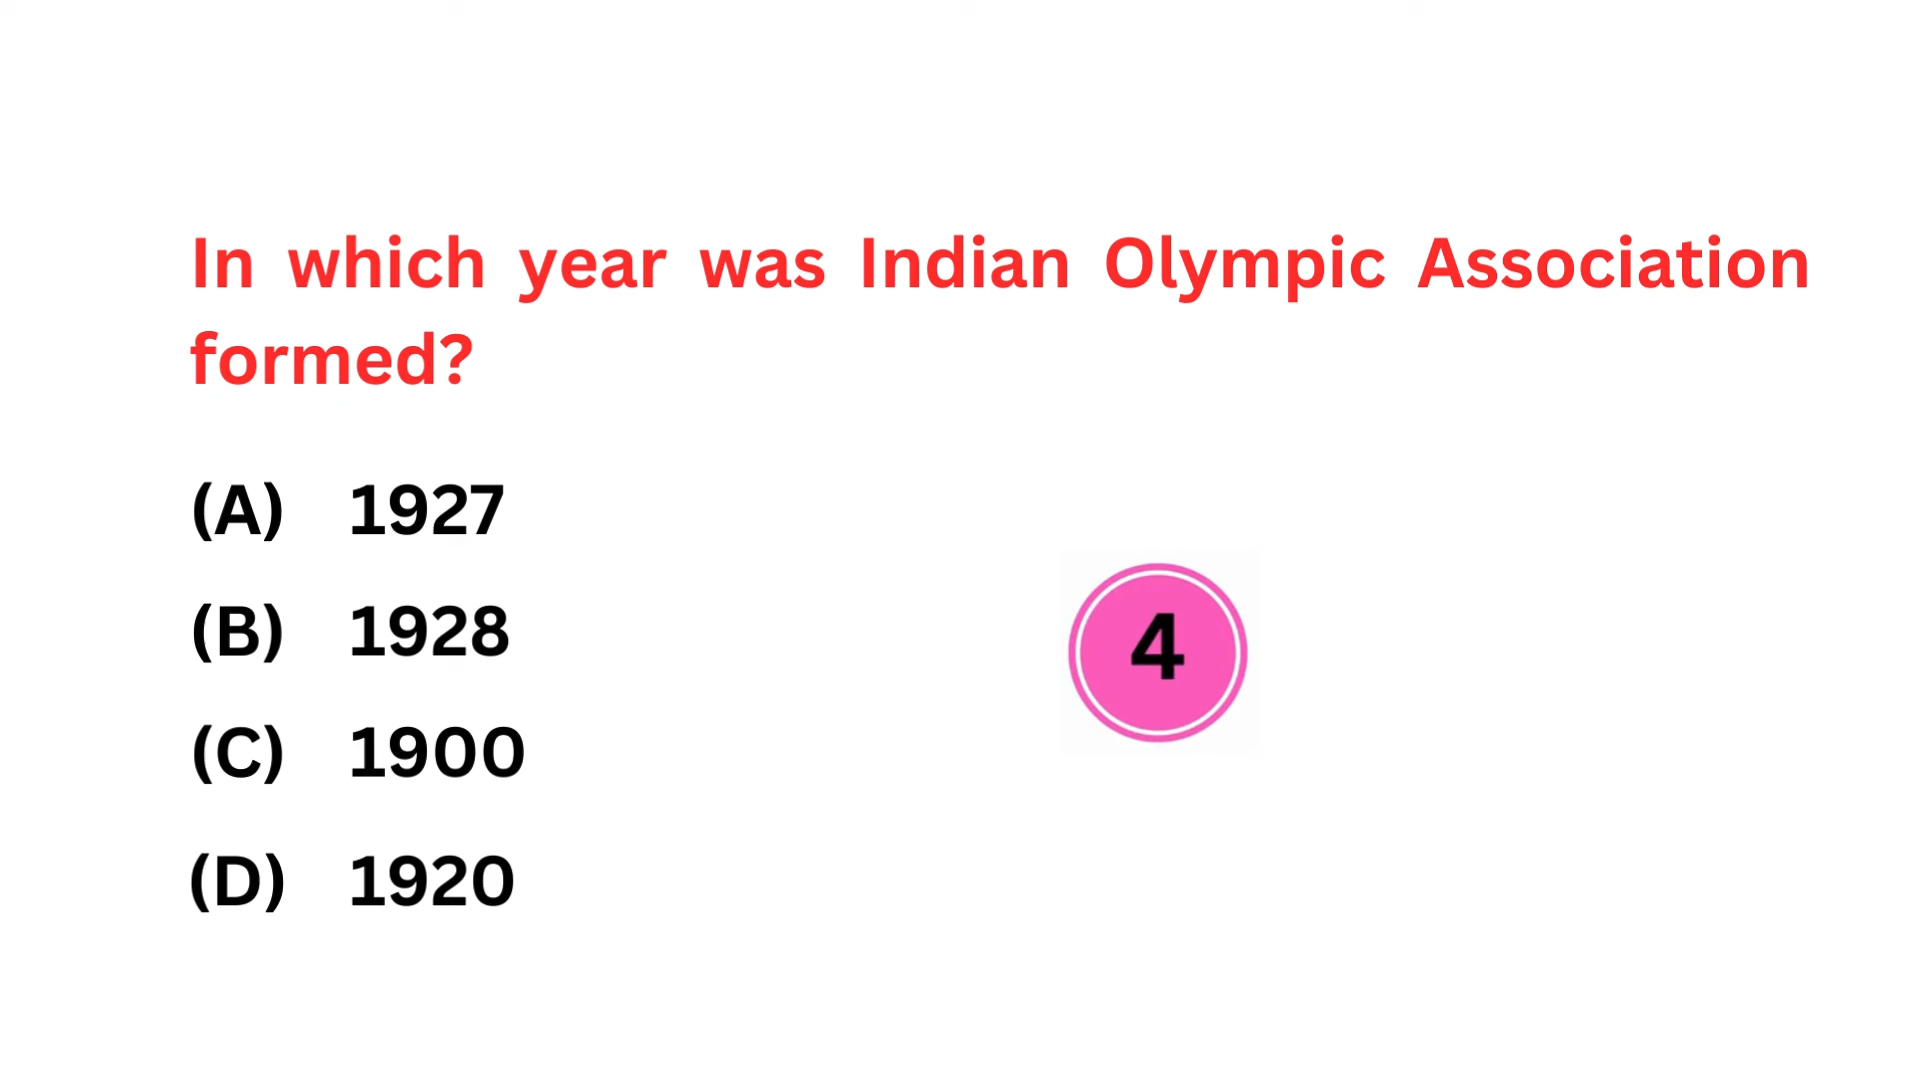 In which year was Indian Olympic Association
formed?
(A) 1927
(B) 1928
4
(C) 1900
(D) 1920